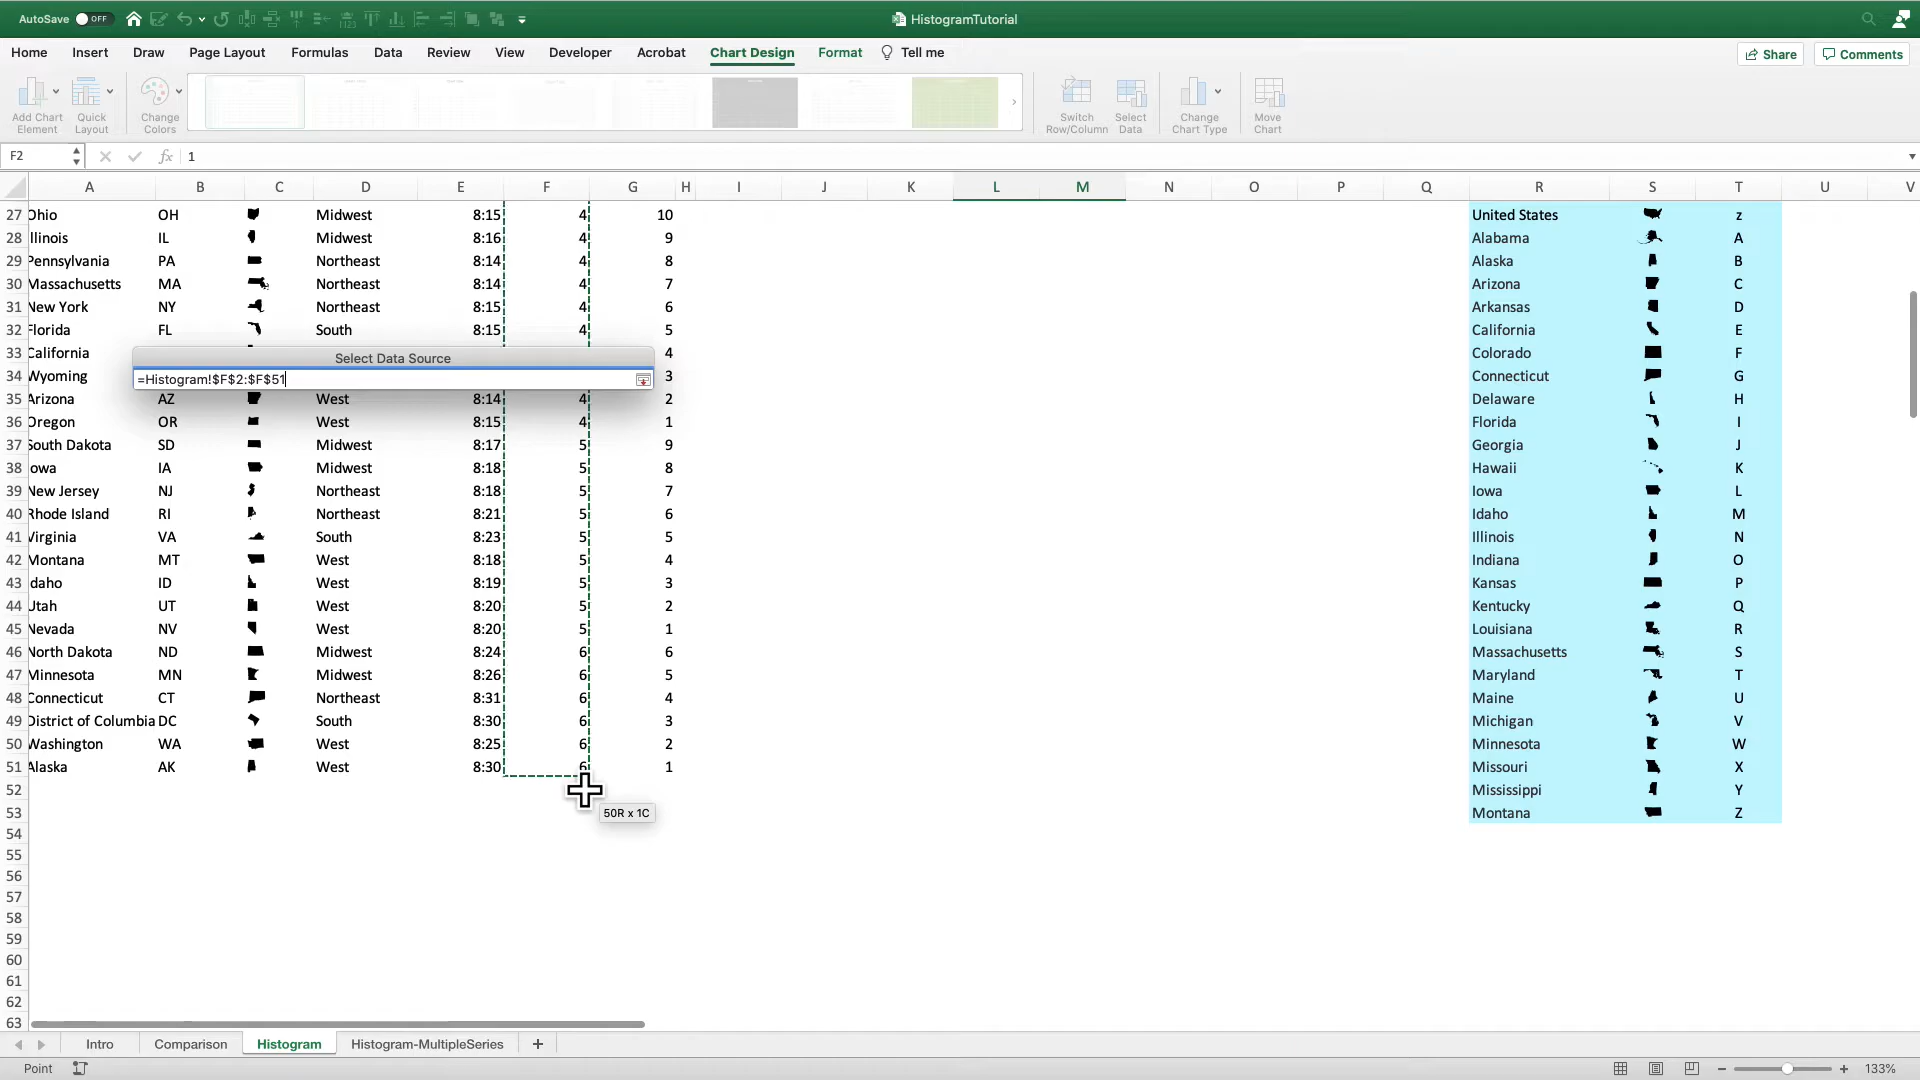 AutoSave OFF HistogramTutorial
Home Insert Draw Page Layout Formulas Data Review View Developer Acrobat Chart Design Format Tell me Share Comments
Add Chart Element Quick Layout Change Colors Switch Row/Column Select Data Change Chart Type Move Chart
F2 fx 1
A B C D E F G H I J K L M N O P Q R S T U V
27 Ohio OH Midwest 8:15 4 10 United States z
28 Illinois IL Midwest 8:16 4 9 Alabama A
29 Pennsylvania PA Northeast 8:14 4 8 Alaska B
30 Massachusetts MA Northeast 8:14 4 7 Arizona C
31 New York NY Northeast 8:15 4 6 Arkansas D
32 Florida FL South 8:15 4 5 California E
33 California 4 Colorado F
Select Data Source
34 Wyoming 3 Connecticut G
=Histogram!$F$2:$F$51
35 Arizona AZ West 8:14 4 2 Delaware H
36 Oregon OR West 8:15 4 1 Florida I
37 South Dakota SD Midwest 8:17 5 9 Georgia J
38 owa IA Midwest 8:18 5 8 Hawaii K
39 New Jersey NJ Northeast 8:18 5 7 Iowa L
40 Rhode Island RI Northeast 8:21 5 6 Idaho M
41 Virginia VA South 8:23 5 5 Illinois N
42 Montana MT West 8:18 5 4 Indiana O
43 daho ID West 8:19 5 3 Kansas P
44 Utah UT West 8:20 5 2 Kentucky Q
45 Nevada NV West 8:20 5 1 Louisiana R
46 North Dakota ND Midwest 8:24 6 6 Massachusetts S
47 Minnesota MN Midwest 8:26 6 5 Maryland T
48 Connecticut CT Northeast 8:31 6 4 Maine U
49 District of Columbia DC South 8:30 6 3 Michigan V
50 Washington WA West 8:25 6 2 Minnesota W
51 Alaska AK West 8:30 6 1 Missouri X
52 Mississippi Y
53 50R x 1C Montana Z
54
55
56
57
58
59
60
61
62
63
Intro Comparison Histogram Histogram-MultipleSeries +
Point 133%